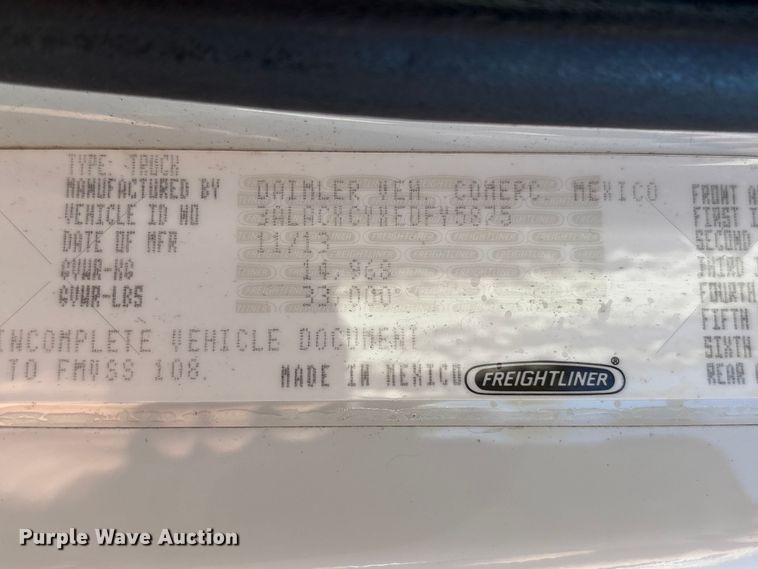 TYPE: TRUCK
MANUFACTURED BY DAIMLER VEH. COMERC. MEXICO
VEHICLE ID NO 3ALACXCYXEDFY5875
DATE OF MFR 11/13
GVWR-KG 14,968
GVWR-LBS 33,000
INCOMPLETE VEHICLE DOCUMENT
TO FMVSS 108.
MADE IN MEXICO FREIGHTLINER®
FRONT
FIRST
SECOND
THIRD
FOURTH
FIFTH
SIXTH
REAR
Purple Wave Auction